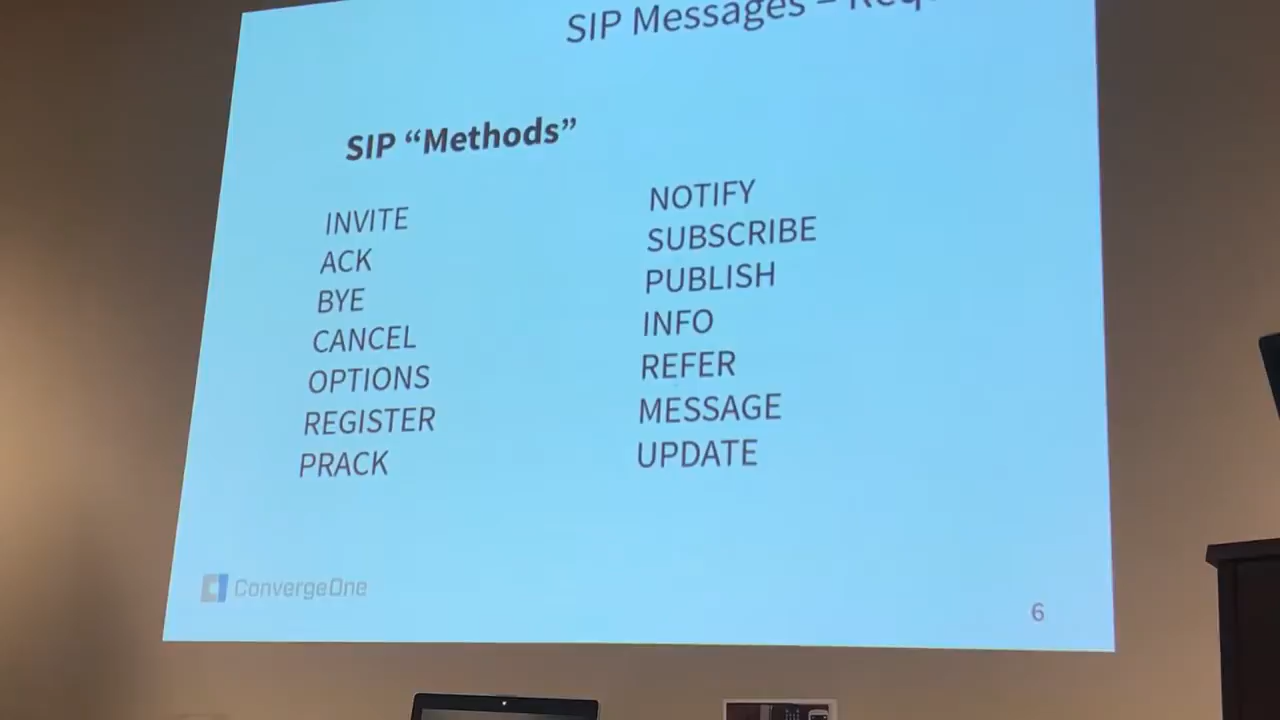 SIP Messages –
SIP “Methods”
INVITE
ACK
BYE
CANCEL
OPTIONS
REGISTER
PRACK
NOTIFY
SUBSCRIBE
PUBLISH
INFO
REFER
MESSAGE
UPDATE
ConvergeOne
6